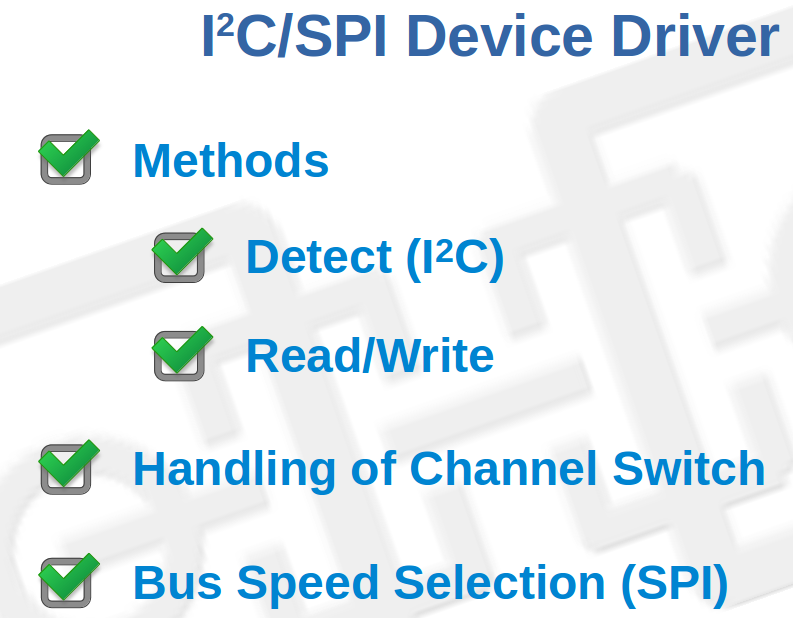 I²C/SPI Device Driver
Methods
Detect (I²C)
Read/Write
Handling of Channel Switch
Bus Speed Selection (SPI)